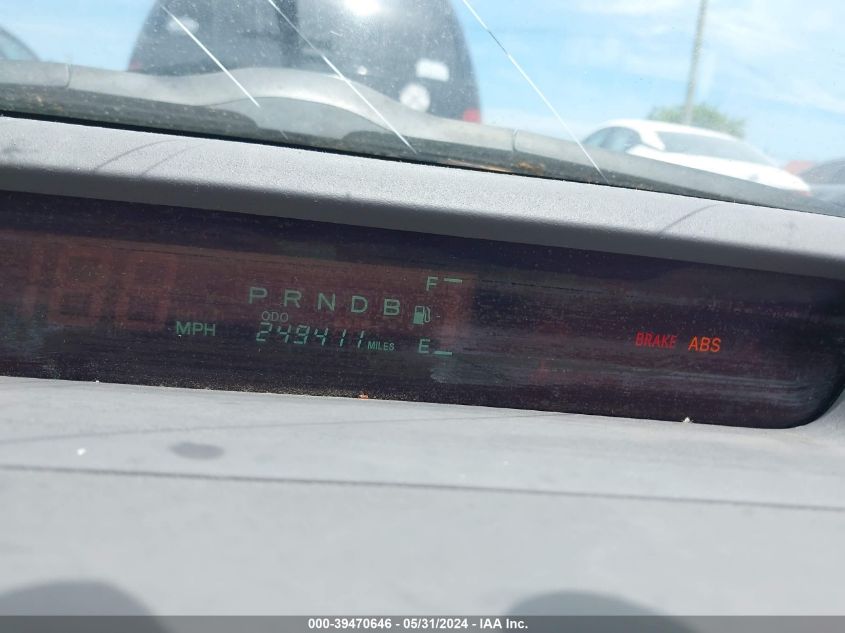 F
P R N D B
ODO
MPH
249411 MILES
E
BRAKE ABS
000-39470646 - 05/31/2024 - IAA Inc.